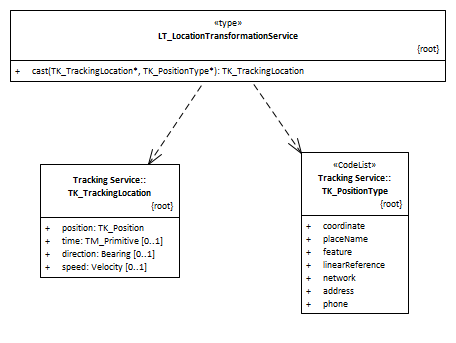 «type»
LT_LocationTransformationService
{root}
+ cast(TK_TrackingLocation*, TK_PositionType*): TK_TrackingLocation
Tracking Service::
TK_TrackingLocation
{root}
+ position: TK_Position
+ time: TM_Primitive [0..1]
+ direction: Bearing [0..1]
+ speed: Velocity [0..1]
«CodeList»
Tracking Service::
TK_PositionType
{root}
+ coordinate
+ placeName
+ feature
+ linearReference
+ network
+ address
+ phone